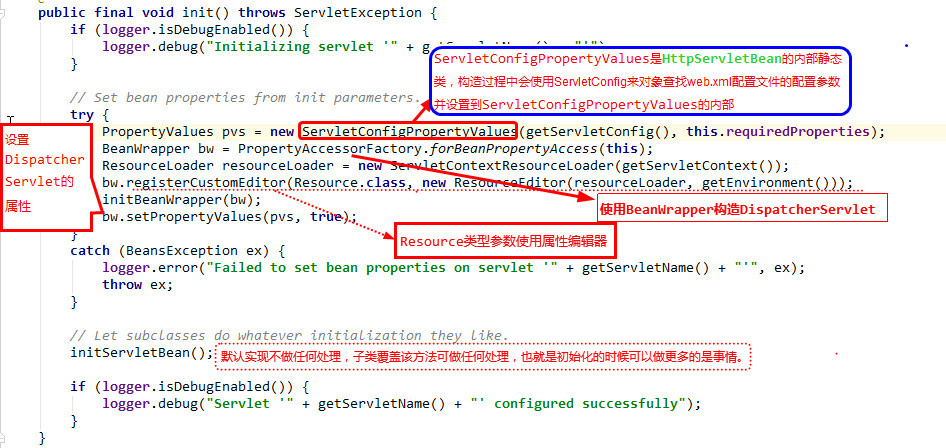 public final void init() throws ServletException {
if (logger.isDebugEnabled()) {
logger.debug("Initializing servlet '" + g
}
ServletConfigPropertyValues是HttpServletBean的内部静态
类，构造过程中会使用ServletConfig来对象查找web.xml配置文件的配置参数
并设置到ServletConfigPropertyValues的内部
// Set bean properties from init parameters.
try {
PropertyValues pvs = new ServletConfigPropertyValues(getServletConfig(), this.requiredProperties);
BeanWrapper bw = PropertyAccessorFactory.forBeanPropertyAccess(this);
ResourceLoader resourceLoader = new ServletContextResourceLoader(getServletContext());
bw.registerCustomEditor(Resource.class, new ResourceEditor(resourceLoader, getEnvironment()));
initBeanWrapper(bw);
bw.setPropertyValues(pvs, true);
}
设置
Dispatcher
Servlet的
属性
使用BeanWrapper构造DispatcherServlet
Resource类型参数使用属性编辑器
catch (BeansException ex) {
logger.error("Failed to set bean properties on servlet '" + getServletName() + "'", ex);
throw ex;
}
// Let subclasses do whatever initialization they like.
initServletBean(); 默认实现不做任何处理，子类覆盖该方法可做任何处理，也就是初始化的时候可以做更多的是事情。
if (logger.isDebugEnabled()) {
logger.debug("Servlet '" + getServletName() + "' configured successfully");
}
}